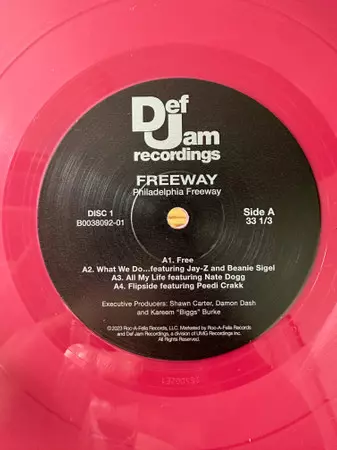 Def
Jam
recordings
FREEWAY
Philadelphia Freeway
DISC 1
B0038092-01
Side A
33 1/3
A1. Free
A2. What We Do...featuring Jay-Z and Beanie Sigel
A3. All My Life featuring Nate Dogg
A4. Flipside featuring Peedi Crakk
Executive Producers: Shawn Carter, Damon Dash
and Kareem "Biggs" Burke
©2023 Roc-A-Fella Records, LLC. Marketed by Roc-A-Fella Records
and Def Jam Recordings, a division of UMG Recordings Inc.
All Rights Reserved.